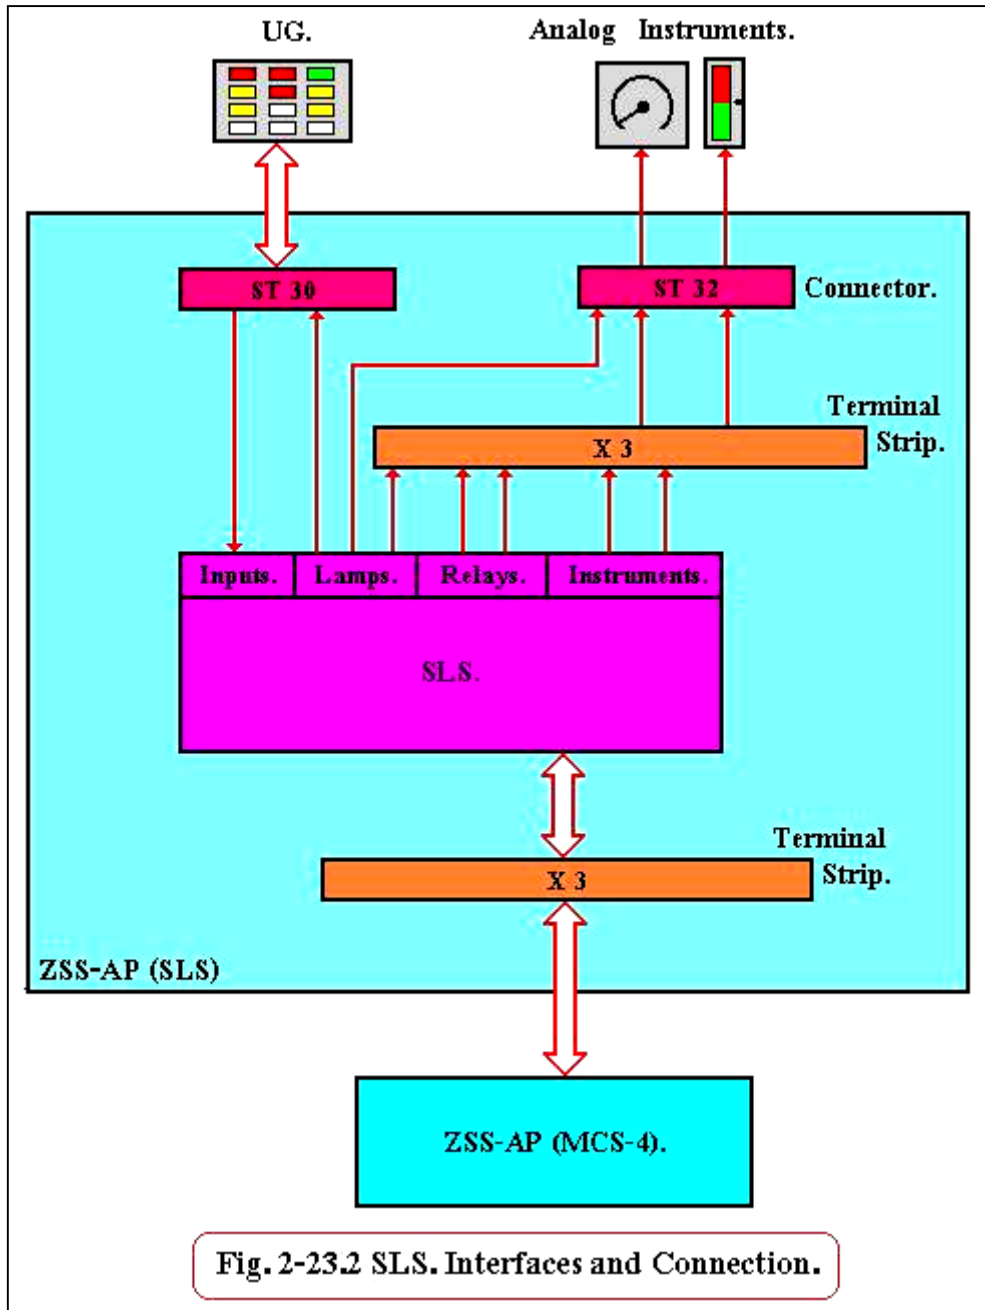 UG.
Analog Instruments.
ST 30
ST 32
Connector.
Terminal
Strip.
X 3
Inputs.
Lamps.
Relays.
Instruments.
SLS.
Terminal
Strip.
X 3
ZSS-AP (SLS)
ZSS-AP (MCS-4).
Fig. 2-23.2 SLS. Interfaces and Connection.